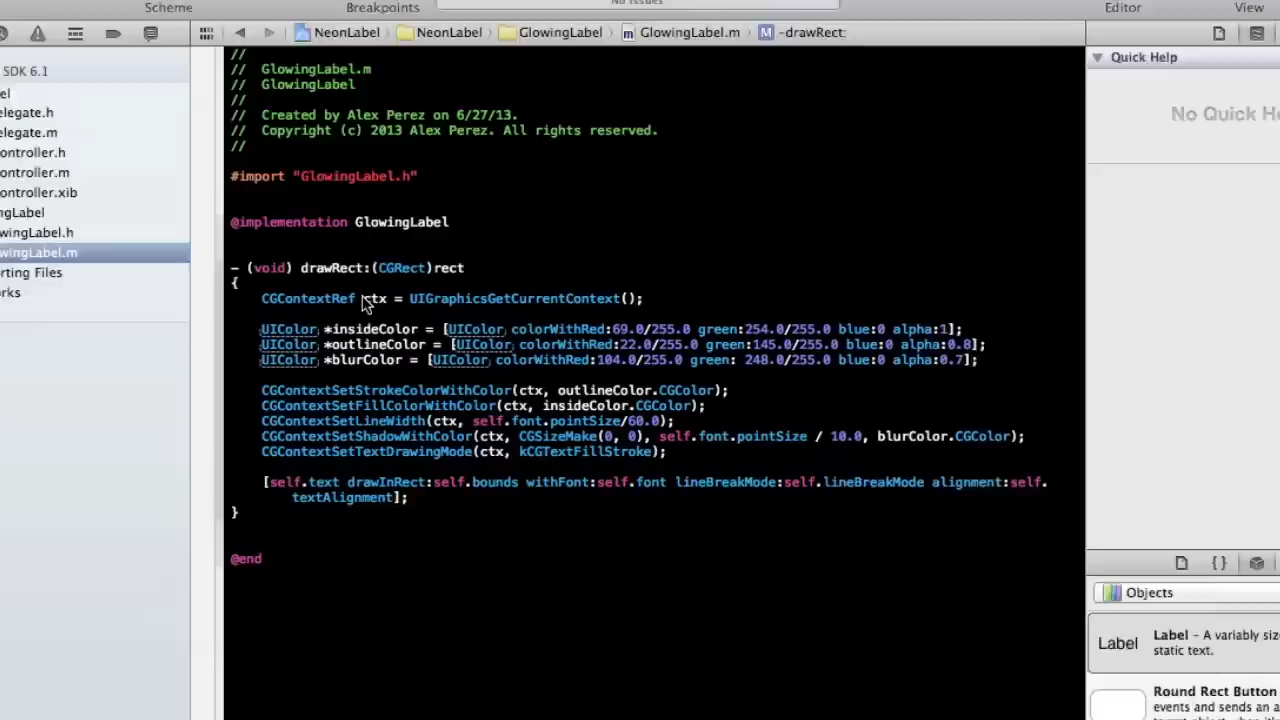 Scheme
Breakpoints
No Issues
Editor
View
NeonLabel
NeonLabel
GlowingLabel
GlowingLabel.m
M
-drawRect:
SDK 6.1
el
elegate.h
elegate.m
ontroller.h
ontroller.m
ontroller.xib
ngLabel
owingLabel.h
wingLabel.m
rting Files
rks
//
//  GlowingLabel.m
//  GlowingLabel
//
//  Created by Alex Perez on 6/27/13.
//  Copyright (c) 2013 Alex Perez. All rights reserved.
//
#import "GlowingLabel.h"
@implementation GlowingLabel
- (void) drawRect:(CGRect)rect
{
CGContextRef ctx = UIGraphicsGetCurrentContext();
UIColor *insideColor = [UIColor colorWithRed:69.0/255.0 green:254.0/255.0 blue:0 alpha:1];
UIColor *outlineColor = [UIColor colorWithRed:22.0/255.0 green:145.0/255.0 blue:0 alpha:0.8];
UIColor *blurColor = [UIColor colorWithRed:104.0/255.0 green: 248.0/255.0 blue:0 alpha:0.7];
CGContextSetStrokeColorWithColor(ctx, outlineColor.CGColor);
CGContextSetFillColorWithColor(ctx, insideColor.CGColor);
CGContextSetLineWidth(ctx, self.font.pointSize/60.0);
CGContextSetShadowWithColor(ctx, CGSizeMake(0, 0), self.font.pointSize / 10.0, blurColor.CGColor);
CGContextSetTextDrawingMode(ctx, kCGTextFillStroke);
[self.text drawInRect:self.bounds withFont:self.font lineBreakMode:self.lineBreakMode alignment:self.
textAlignment];
}
@end
Quick Help
No Quick He
{ }
Objects
Label
Label - A variably size
static text.
Round Rect Button
events and sends an a